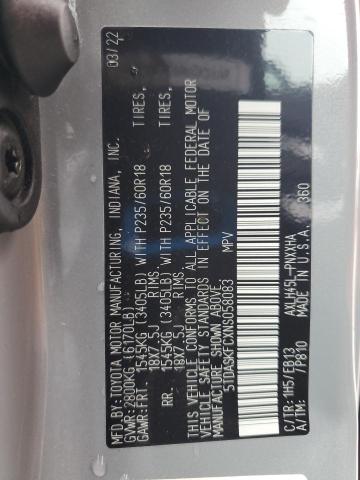 MFD.BY: TOYOTA MOTOR MANUFACTURING, INDIANA, INC. 03/22
GVWR: 2800KG (6170LB)
GAWR:FRT. 1545KG (3405LB) WITH P235/60R18 TIRES,
18X7.5J RIMS.
RR. 1545KG (3405LB) WITH P235/60R18 TIRES,
18X7.5J RIMS.
THIS VEHICLE CONFORMS TO ALL APPLICABLE FEDERAL MOTOR
VEHICLE SAFETY STANDARDS IN EFFECT ON THE DATE OF
MANUFACTURE SHOWN ABOVE.
5TDASKFCXNS058083 MPV
C/TR: 1H5/EB13 AXLH45L-PNXXHA
A/TM: /P810 MADE IN U.S.A. 360